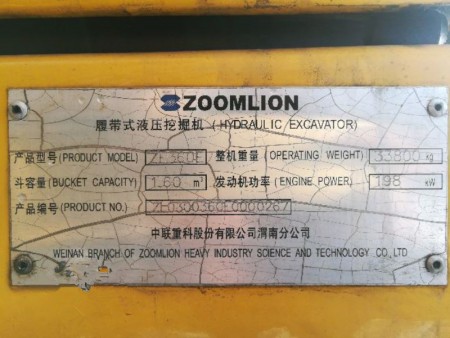 ZOOMLION
履带式液压挖掘机 (HYDRAULIC EXCAVATOR)
产品型号 (PRODUCT MODEL) ZE360E 整机重量 (OPERATING WEIGHT) 33800 kg
斗容量 (BUCKET CAPACITY) 1.60 m³ 发动机功率 (ENGINE POWER) 198 kW
产品编号 (PRODUCT NO.)
中联重科股份有限公司渭南分公司
WEINAN BRANCH OF ZOOMLION HEAVY INDUSTRY SCIENCE AND TECHNOLOGY CO., LTD